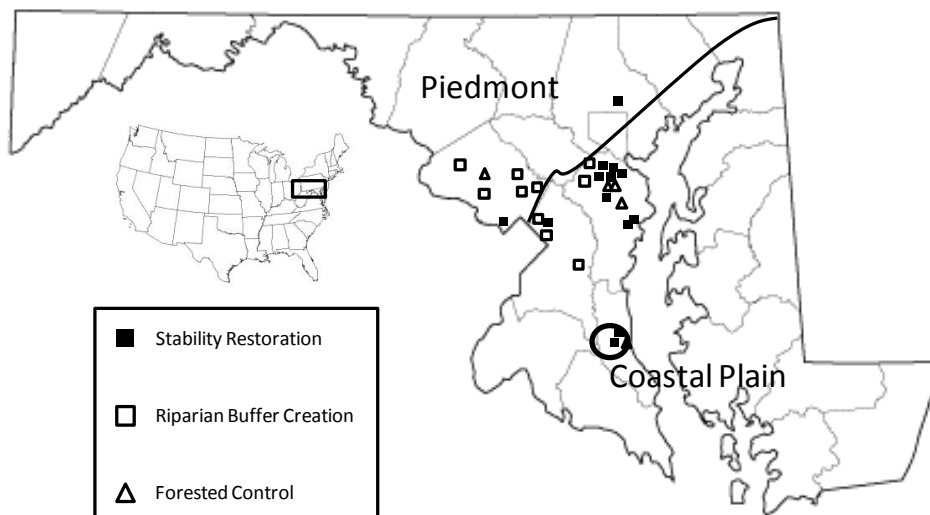 Piedmont
Coastal Plain
Stability Restoration
Riparian Buffer Creation
Forested Control